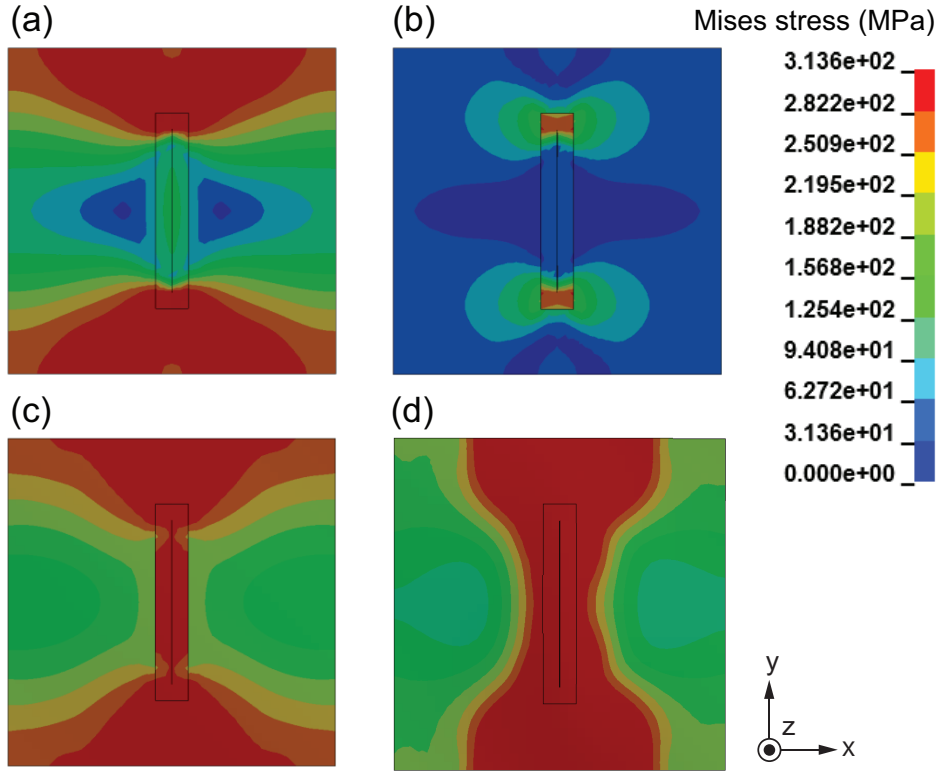 (a)
(b)
Mises stress (MPa)
3.136e+02
2.822e+02
2.509e+02
2.195e+02
1.882e+02
1.568e+02
1.254e+02
9.408e+01
6.272e+01
3.136e+01
0.000e+00
(c)
(d)
y
z
x